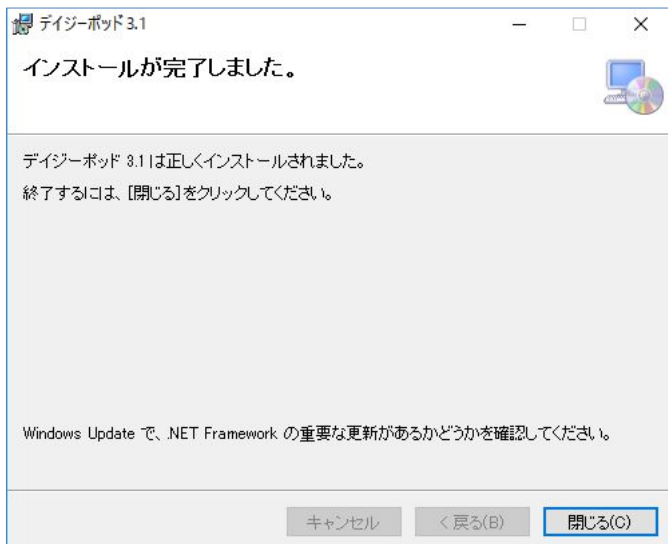 デイジーポッド 3.1
インストールが完了しました。
デイジーポッド 3.1は正しくインストールされました。
終了するには、[閉じる]をクリックしてください。
Windows Update で、.NET Framework の重要な更新があるかどうかを確認してください。
キャンセル
< 戻る(B)
閉じる(C)